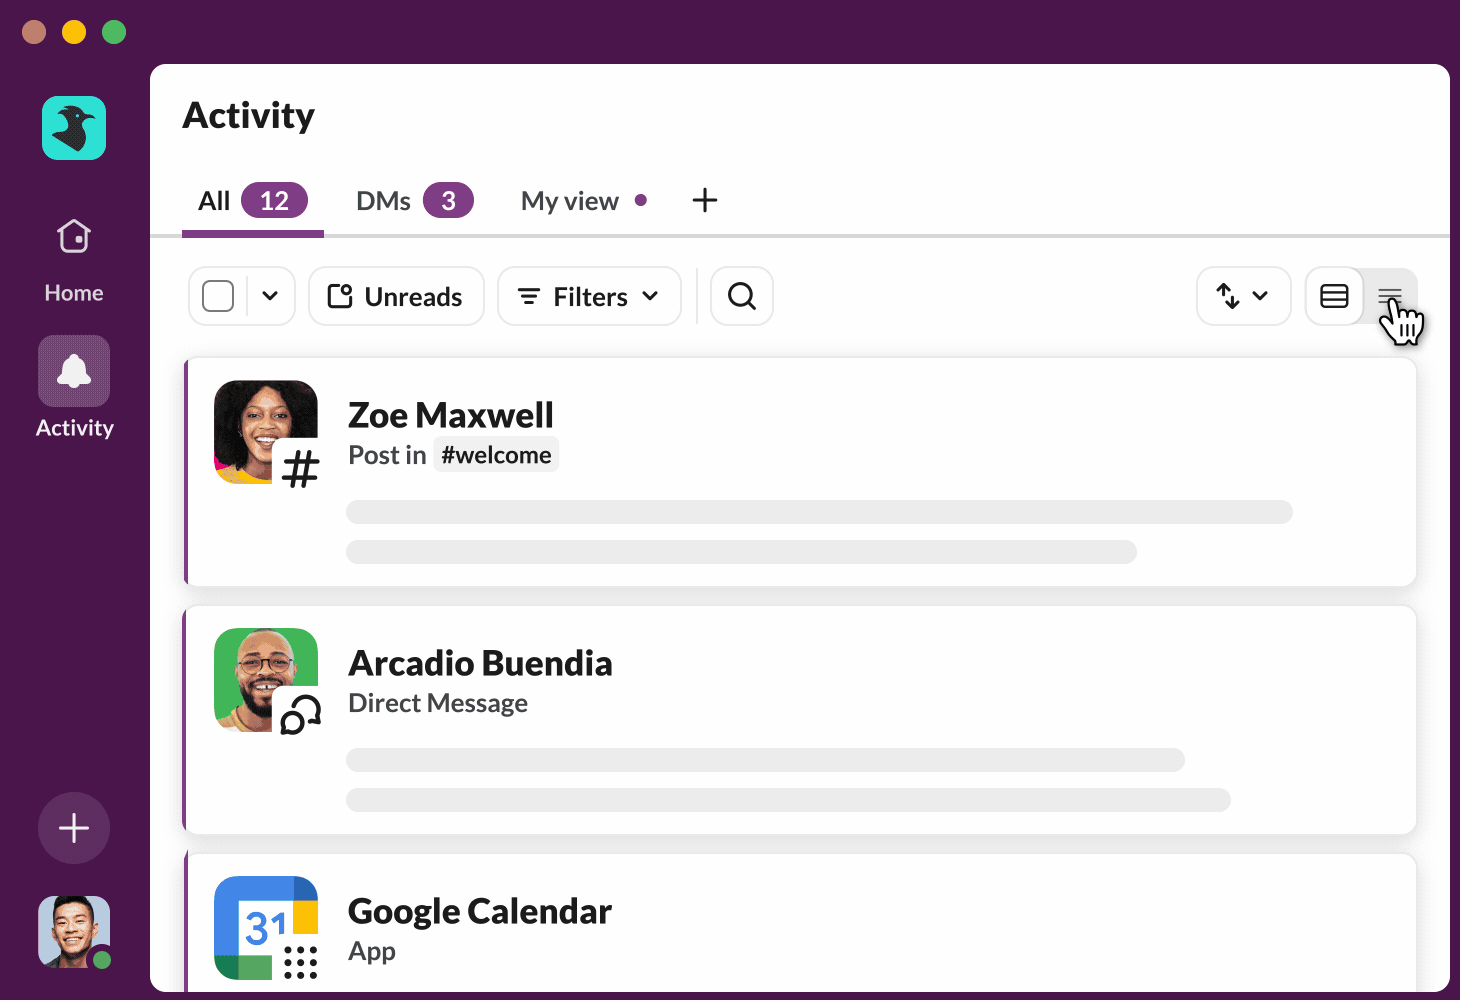 Activity
All 12 DMs 3 My view
Unreads Filters
Home
Activity
Zoe Maxwell
Post in #welcome
Arcadio Buendia
Direct Message
31
Google Calendar
App